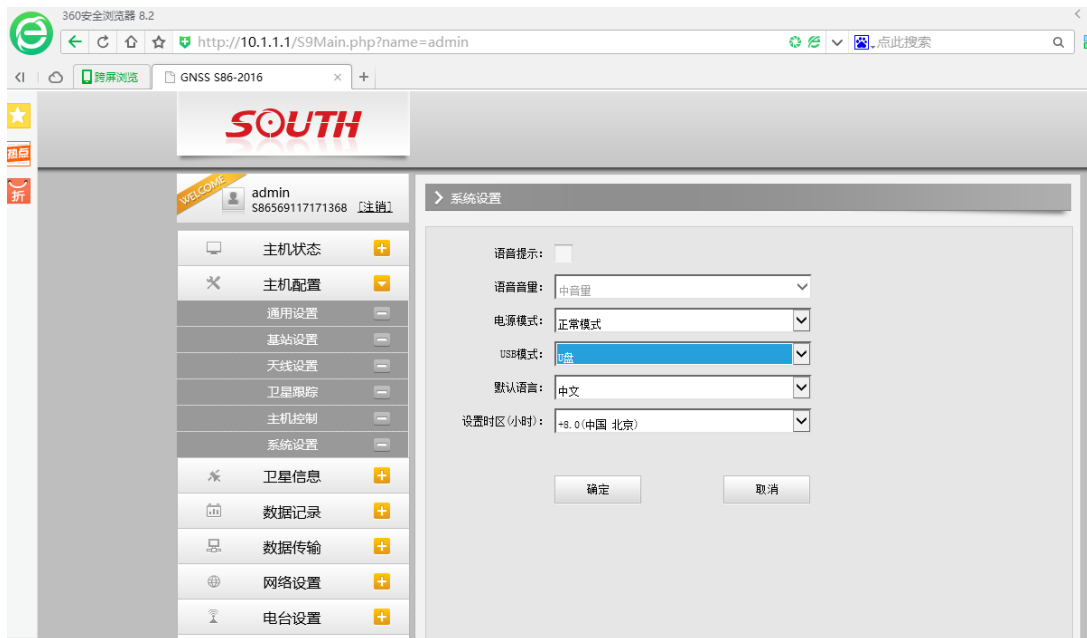 360安全浏览器 8.2
http://10.1.1.1/S9Main.php?name=admin
点此搜索
跨屏浏览
GNSS S86-2016
热点
折
SOUTH
WELCOME
admin
S86569117171368 [注销]
主机状态
主机配置
通用设置
基站设置
天线设置
卫星跟踪
主机控制
系统设置
卫星信息
数据记录
数据传输
网络设置
电台设置
系统设置
语音提示:
语音音量: 中音量
电源模式: 正常模式
USB模式: U盘
默认语言: 中文
设置时区(小时): +8.0(中国 北京)
确定 取消